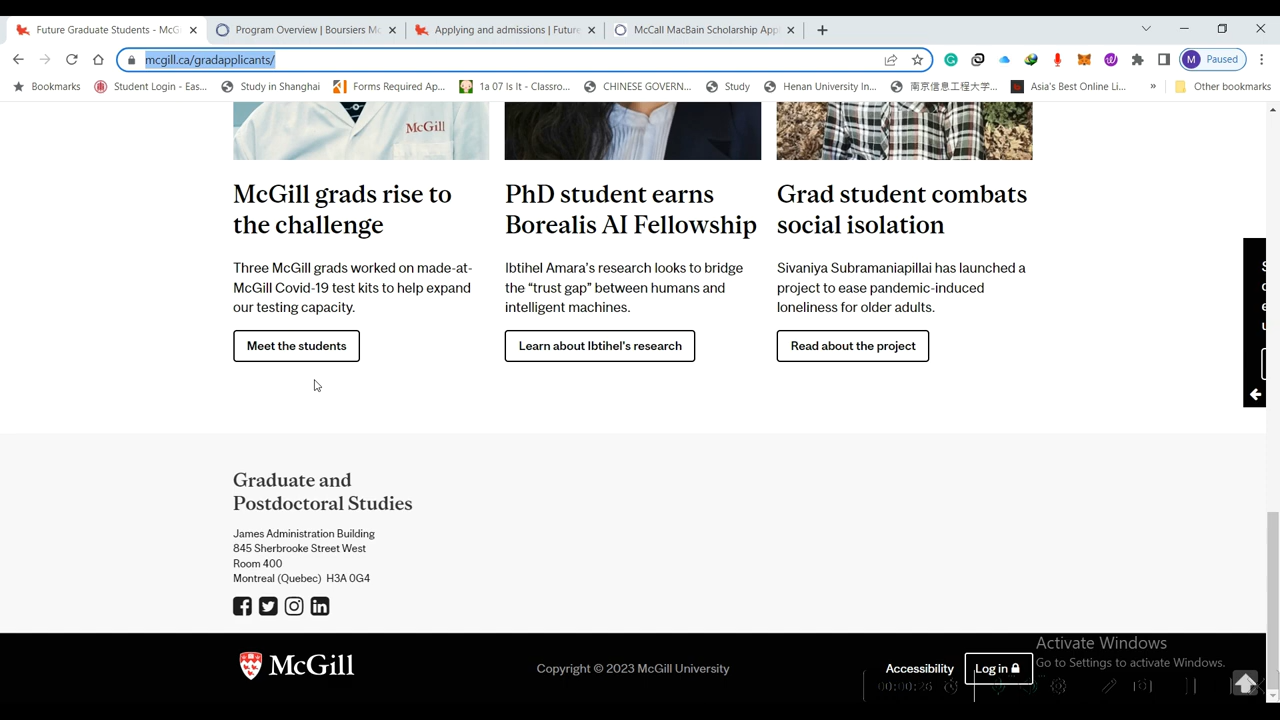 Future Graduate Students - McG
Program Overview | Boursiers Mc
Applying and admissions | Future
McCall MacBain Scholarship App
mcgill.ca/gradapplicants/
M Paused
Bookmarks
Student Login - Eas...
Study in Shanghai
Forms Required Ap...
1a 07 Is It - Classro...
CHINESE GOVERN...
Study
Henan University In...
南京信息工程大学...
Asia's Best Online Li...
»
Other bookmarks
McGill
McGill grads rise to
the challenge
Three McGill grads worked on made-at-
McGill Covid-19 test kits to help expand
our testing capacity.
Meet the students
PhD student earns
Borealis AI Fellowship
Ibtihel Amara’s research looks to bridge
the “trust gap” between humans and
intelligent machines.
Learn about Ibtihel's research
Grad student combats
social isolation
Sivaniya Subramaniapillai has launched a
project to ease pandemic-induced
loneliness for older adults.
Read about the project
Graduate and
Postdoctoral Studies
James Administration Building
845 Sherbrooke Street West
Room 400
Montreal (Quebec) H3A 0G4
McGill
Copyright © 2023 McGill University
Accessibility
Log in
Activate Windows
Go to Settings to activate Windows.
00:00:26